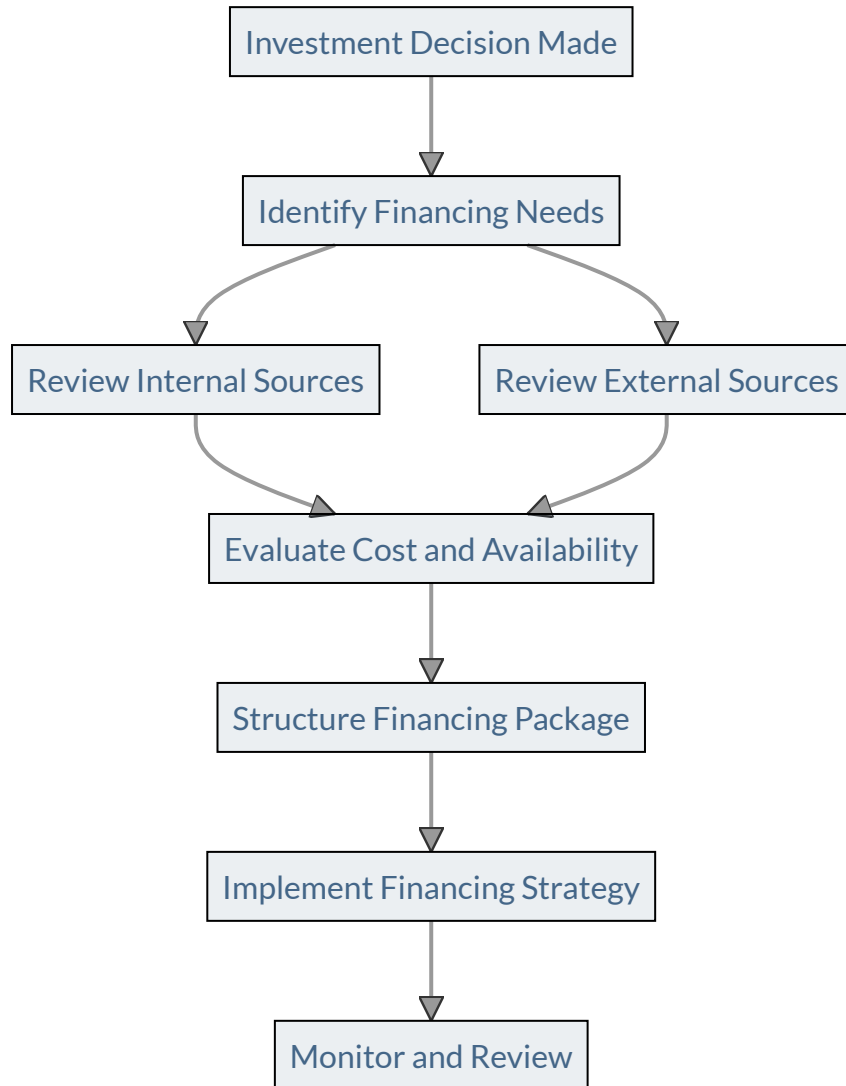 Investment Decision Made
Identify Financing Needs
Review Internal Sources
Review External Sources
Evaluate Cost and Availability
Structure Financing Package
Implement Financing Strategy
Monitor and Review